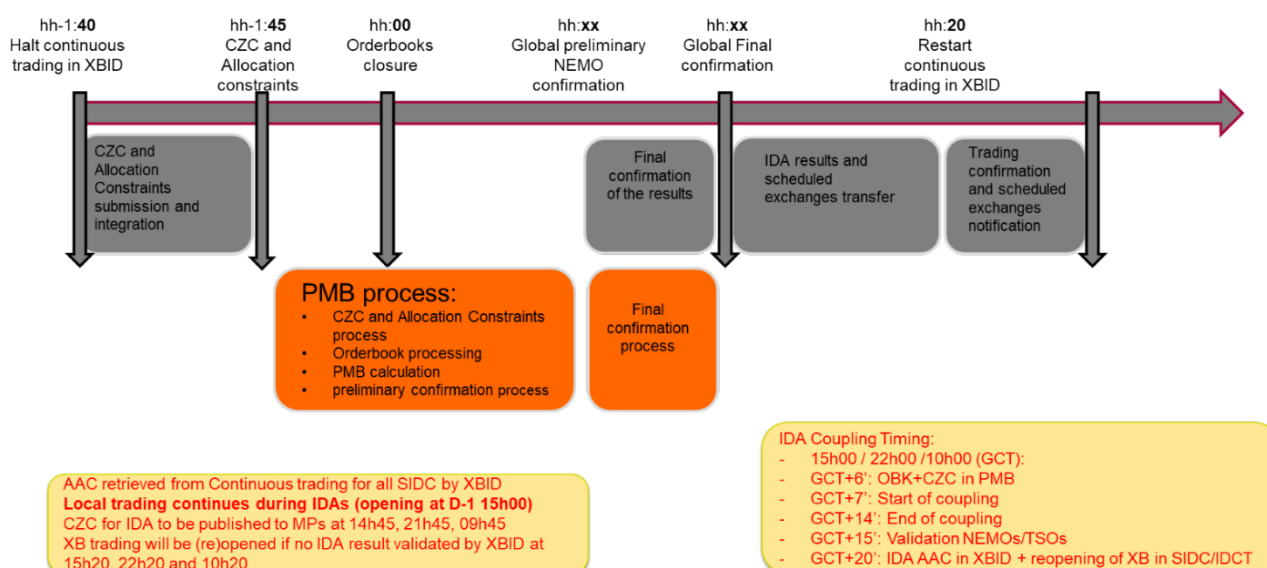 hh-1:40
Halt continuous
trading in XBID
hh-1:45
CZC and
Allocation
constraints
hh:00
Orderbooks
closure
hh:xx
Global preliminary
NEMO
confirmation
hh:xx
Global Final
confirmation
hh:20
Restart
continuous
trading in XBID
CZC and
Allocation
Constraints
submission and
integration
Final
confirmation
of the results
IDA results and
scheduled
exchanges transfer
Trading
confirmation
and scheduled
exchanges
notification
PMB process:
• CZC and Allocation Constraints
process
• Orderbook processing
• PMB calculation
• preliminary confirmation process
Final
confirmation
process
AAC retrieved from Continuous trading for all SIDC by XBID
Local trading continues during IDAs (opening at D-1 15h00)
CZC for IDA to be published to MPs at 14h45, 21h45, 09h45
XB trading will be (re)opened if no IDA result validated by XBID at
15h20, 22h20 and 10h20
IDA Coupling Timing:
- 15h00 / 22h00 /10h00 (GCT):
- GCT+6': OBK+CZC in PMB
- GCT+7': Start of coupling
- GCT+14': End of coupling
- GCT+15': Validation NEMOs/TSOs
- GCT+20': IDA AAC in XBID + reopening of XB in SIDC/IDCT